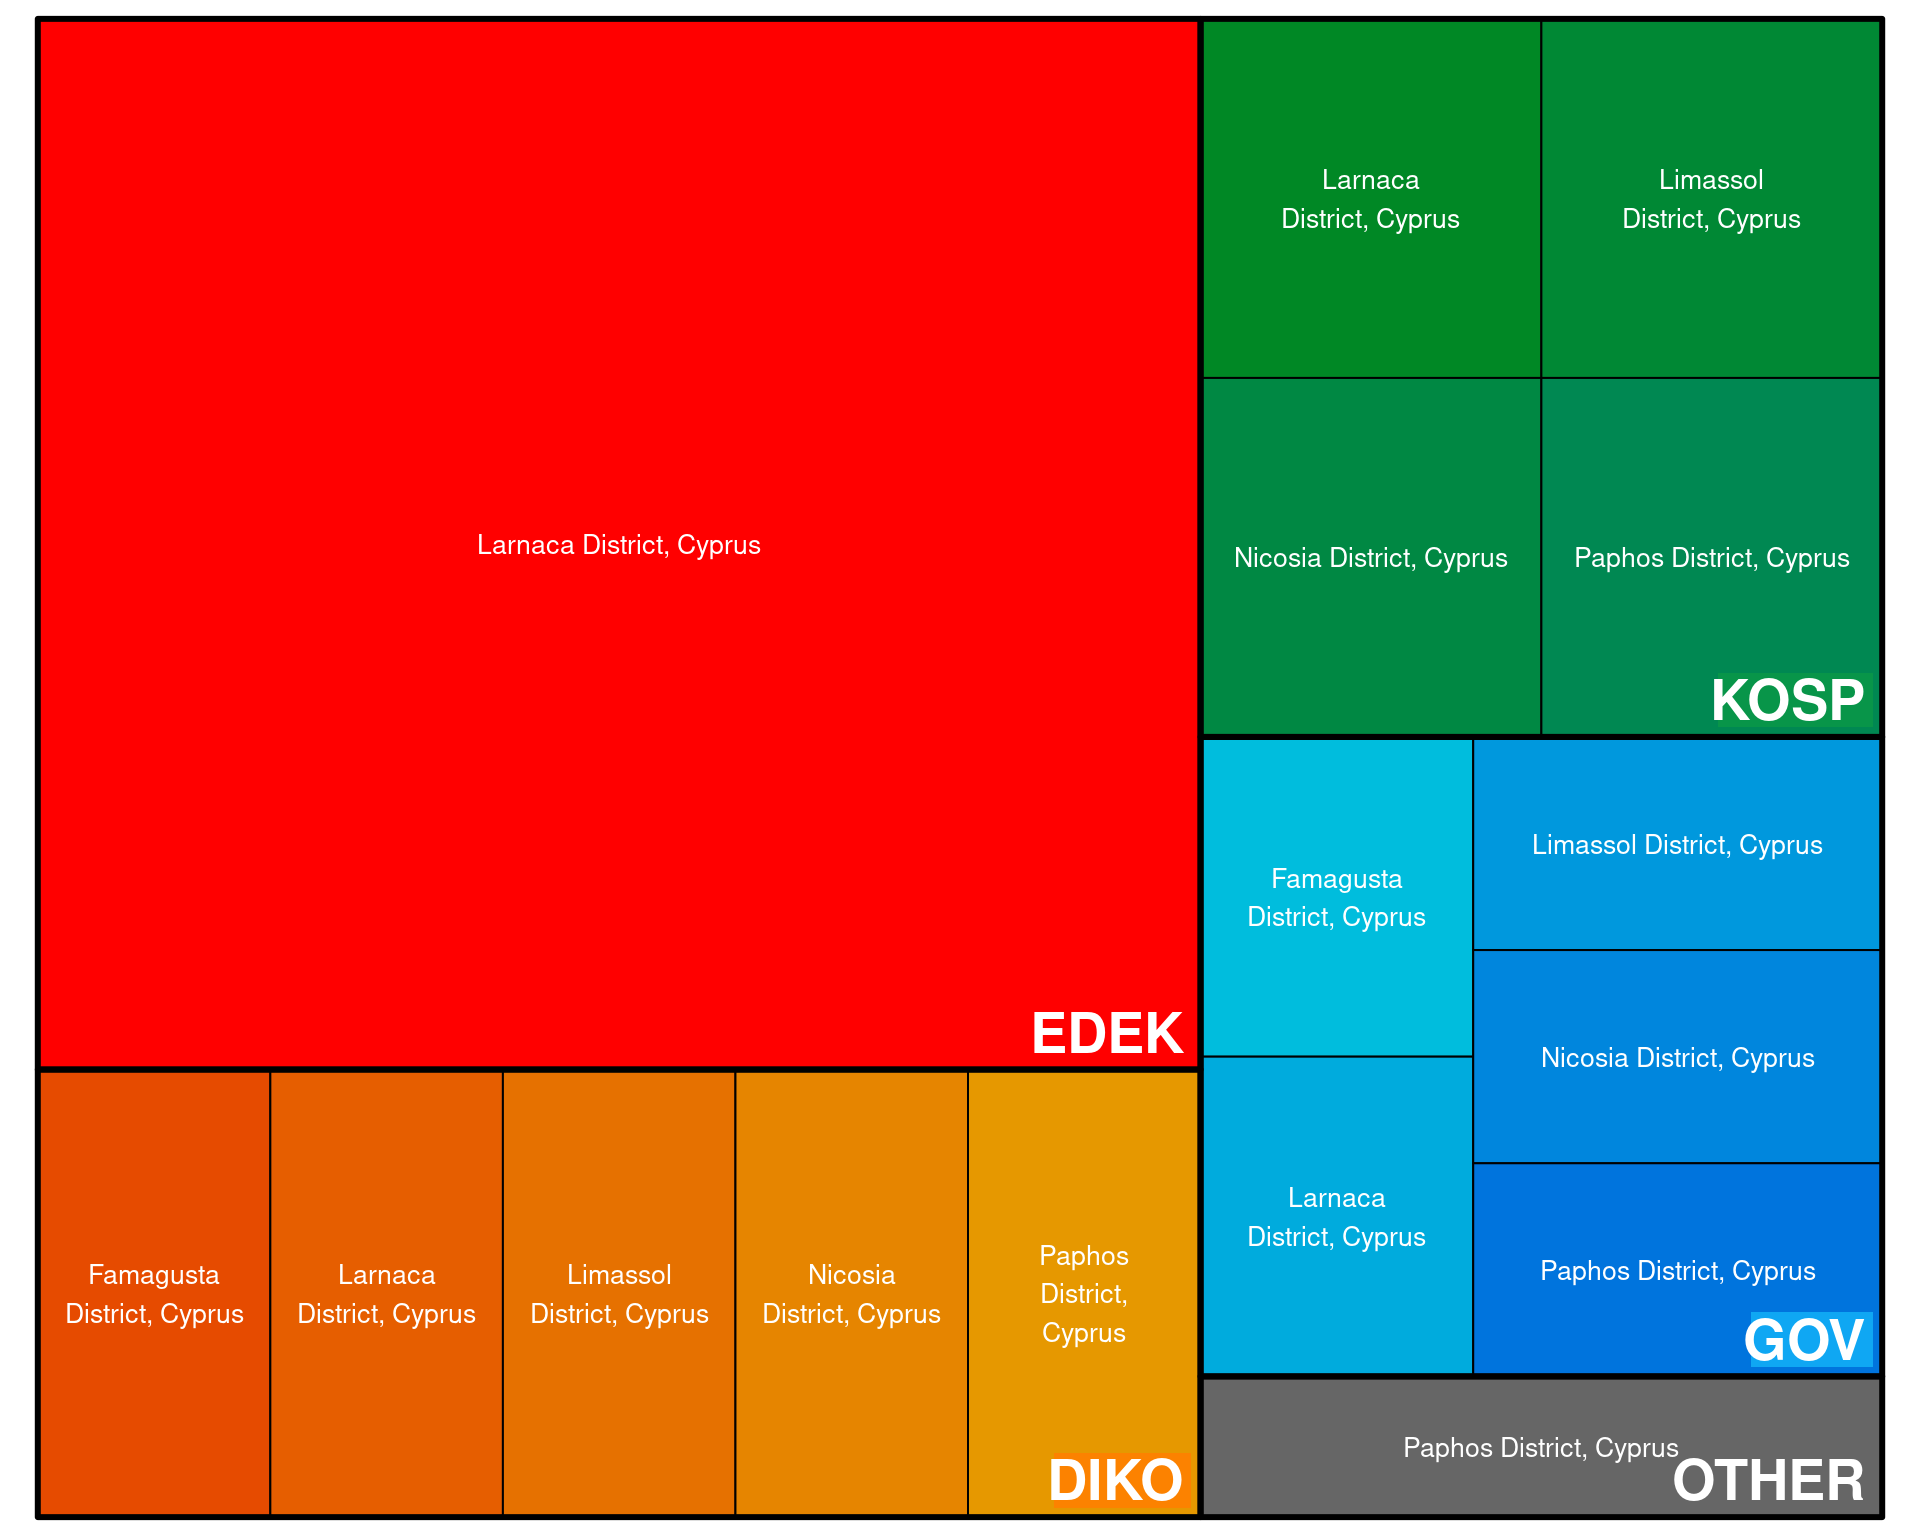 Larnaca District, Cyprus
EDEK
Larnaca
District, Cyprus
Limassol
District, Cyprus
Nicosia District, Cyprus
Paphos District, Cyprus
KOSP
Famagusta
District, Cyprus
Larnaca
District, Cyprus
Limassol District, Cyprus
Nicosia District, Cyprus
Paphos District, Cyprus
GOV
Famagusta
District, Cyprus
Larnaca
District, Cyprus
Limassol
District, Cyprus
Nicosia
District, Cyprus
Paphos
District,
Cyprus
DIKO
Paphos District, Cyprus
OTHER